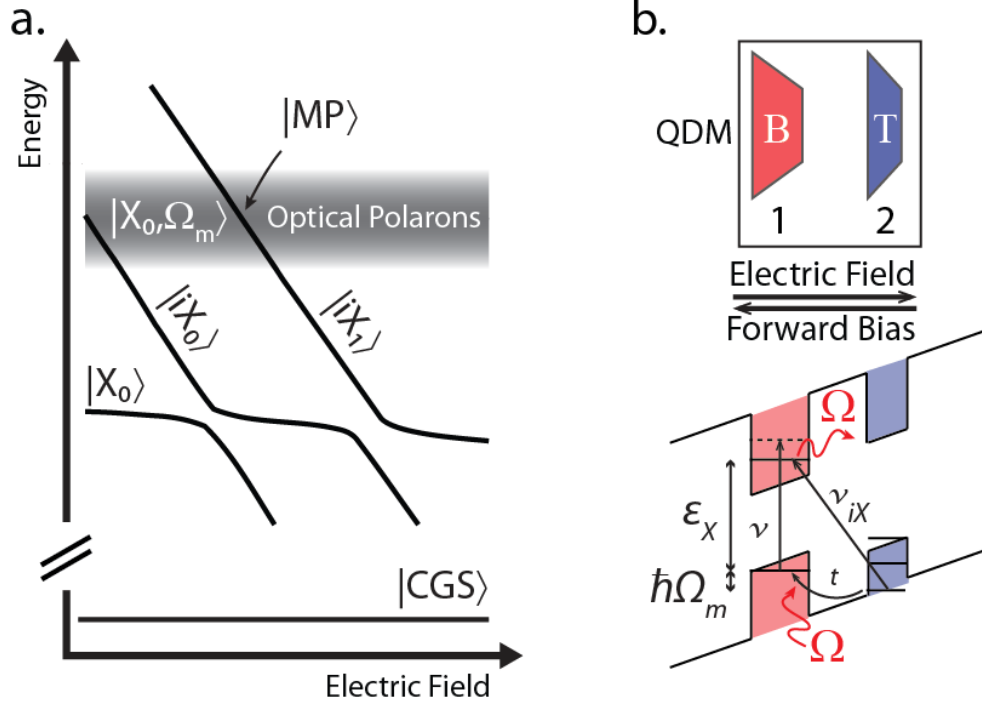 a.
Energy
|MP⟩
|X₀,Ωₘ⟩ Optical Polarons
|iX₀⟩
|iX₁⟩
|X₀⟩
|CGS⟩
Electric Field
b.
QDM
B
T
1
2
Electric Field
Forward Bias
Ω
εX
ν
νiX
t
ħΩₘ
Ω